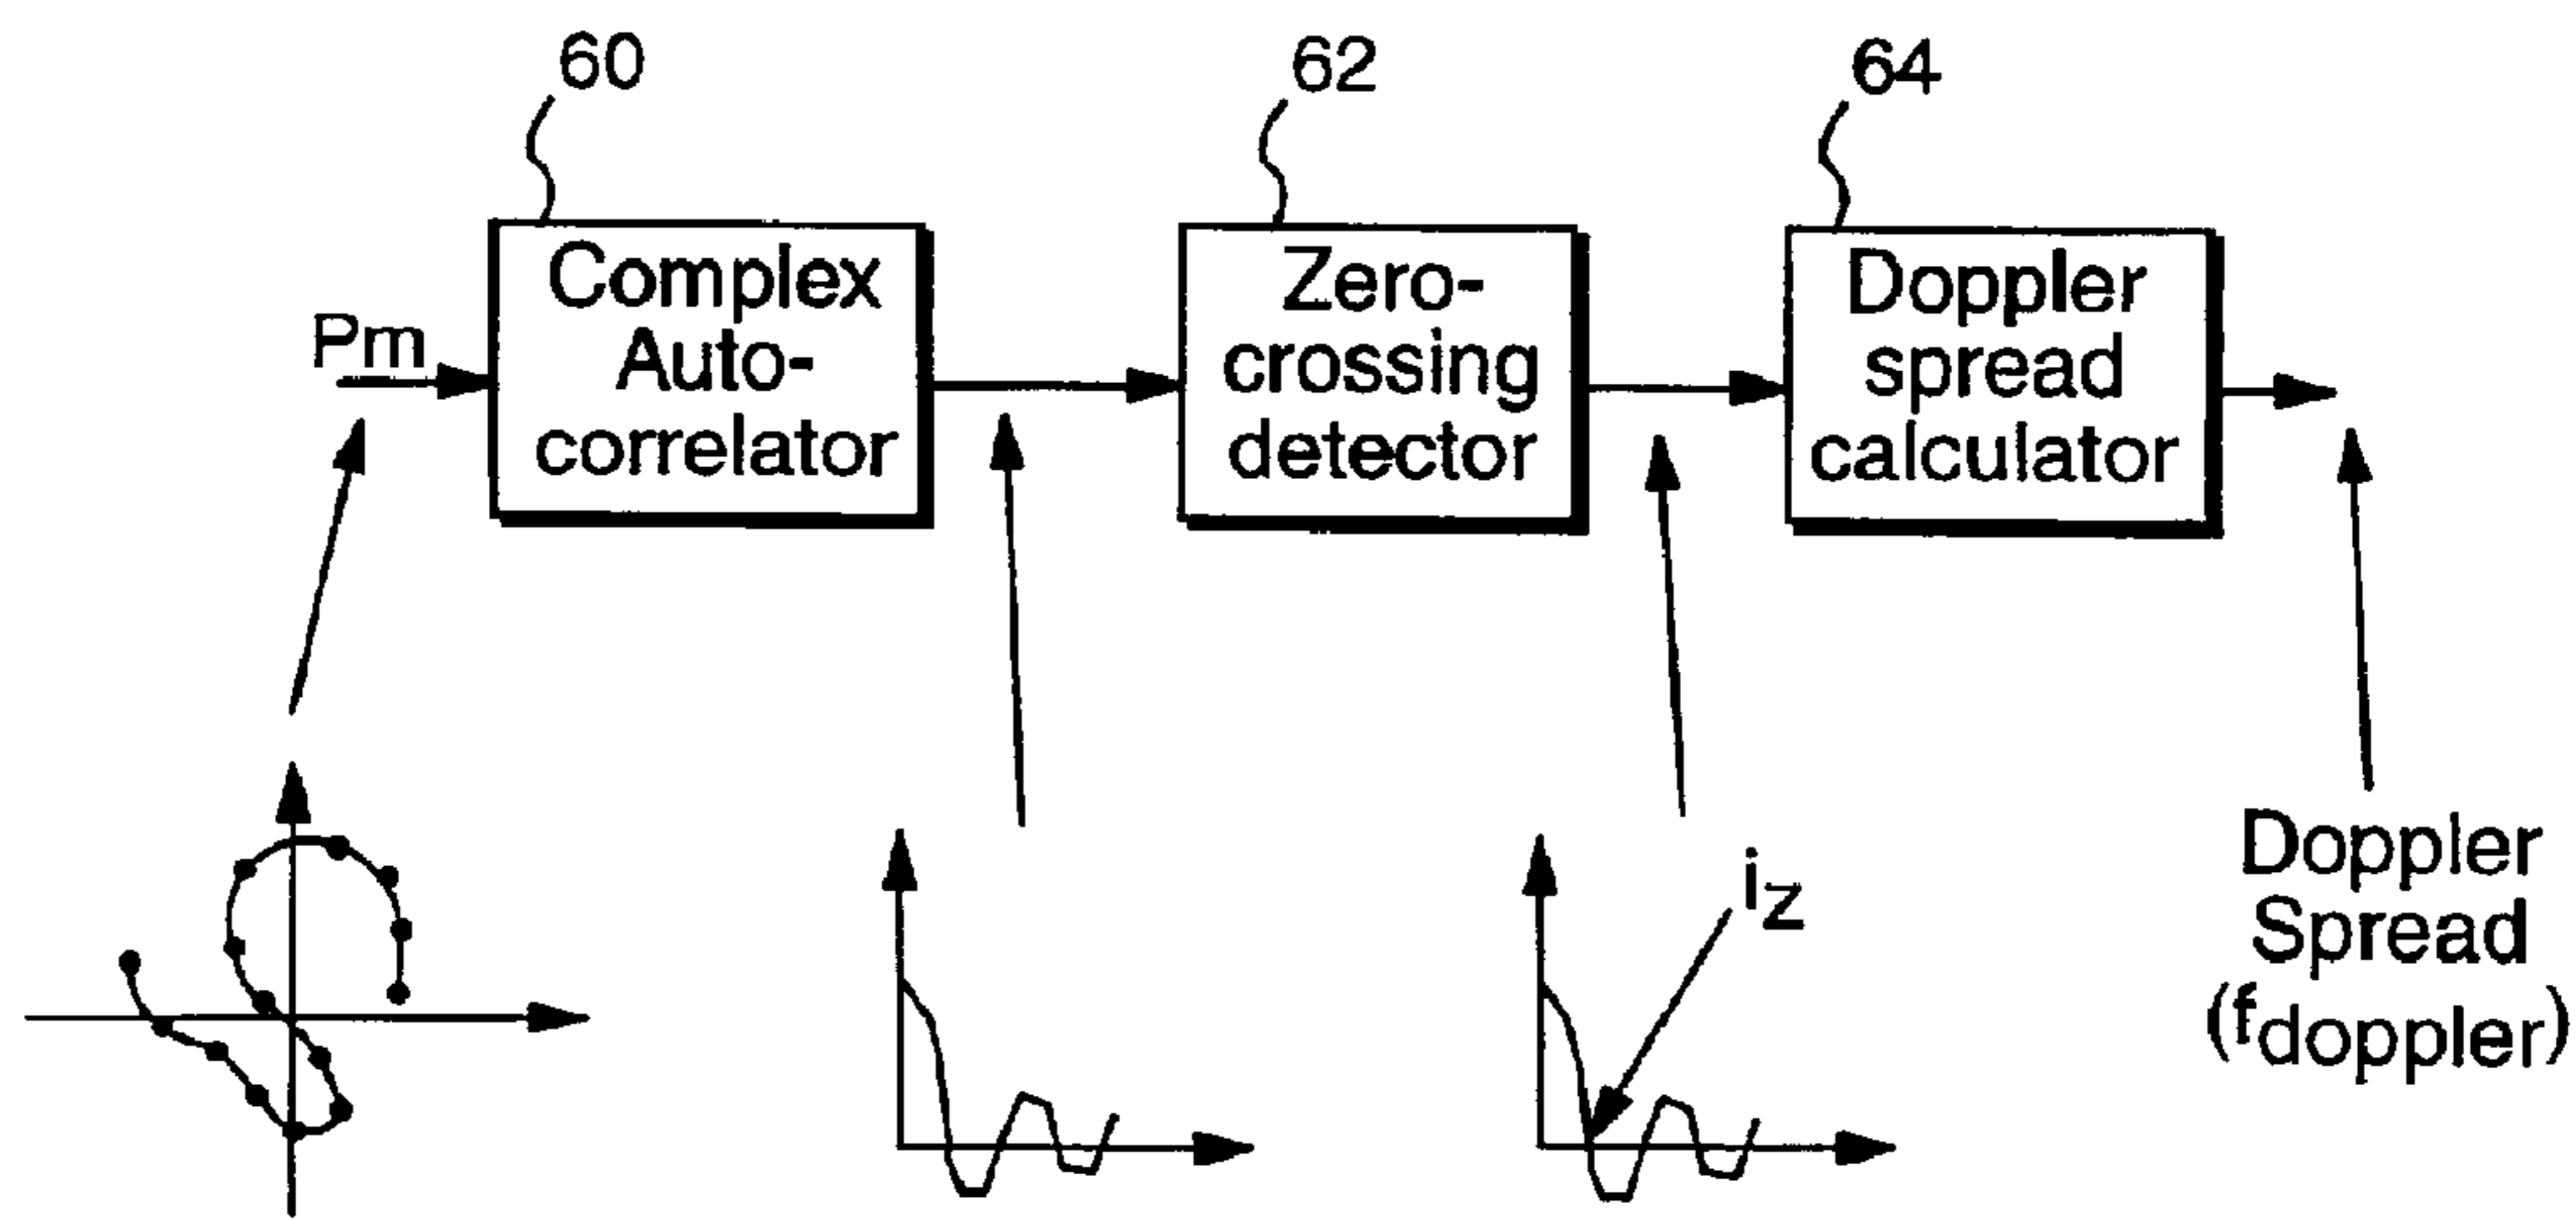 60
62
64
Pm
Complex
Auto-
correlator
Zero-
crossing
detector
Doppler
spread
calculator
iz
Doppler
Spread
(fdoppler)